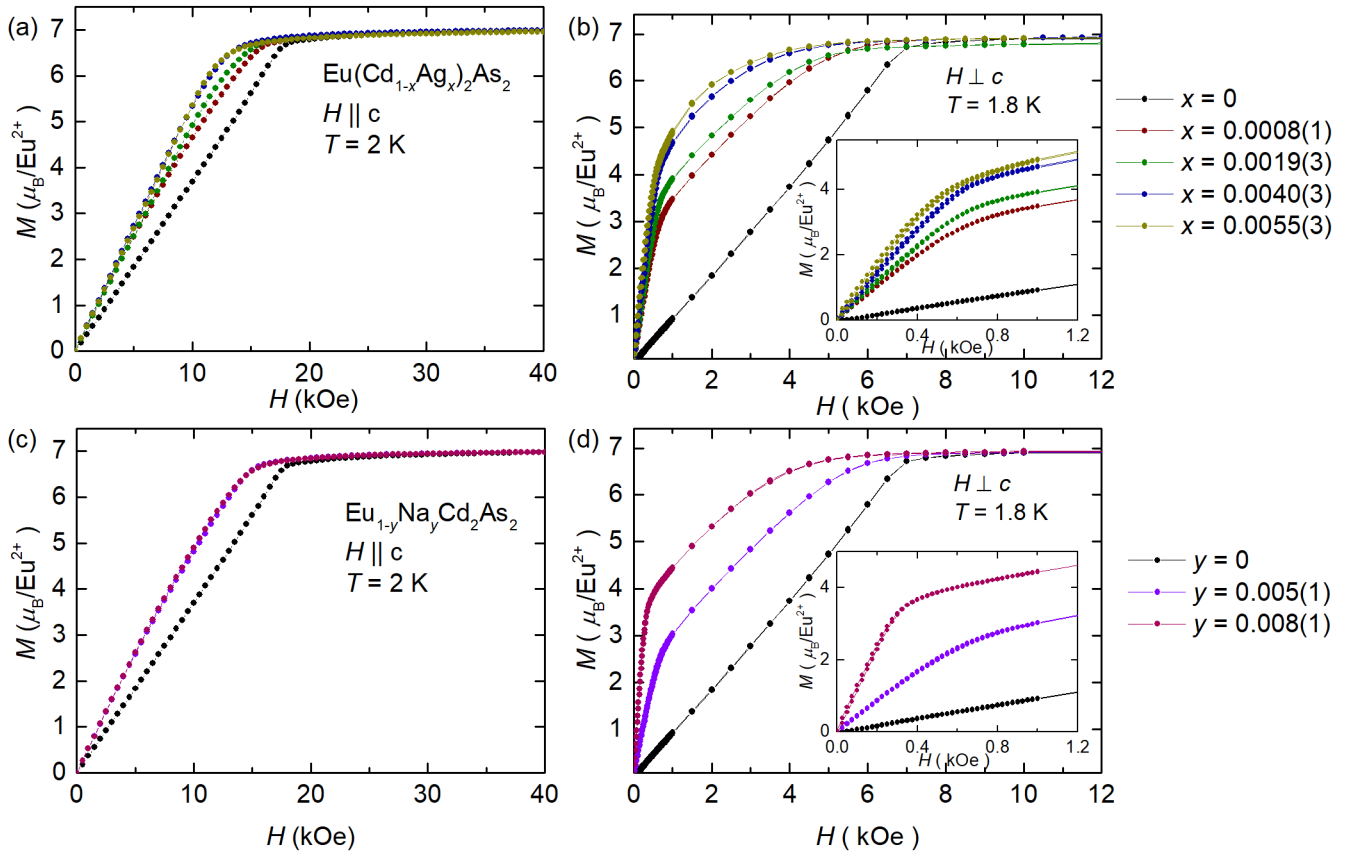 (a)
7
6
5
4
3
2
1
0
M (μB/Eu2+)
Eu(Cd1-xAgx)2As2
H || c
T = 2 K
0 10 20 30 40
H (kOe)
(b)
7
6
5
4
3
2
1
M ( μB/Eu2+)
H ⊥ c
T = 1.8 K
4
2
0
M ( μB/Eu2+)
0.0 0.4 0.8 1.2
H ( kOe)
0 2 4 6 8 10 12
H ( kOe)
x = 0
x = 0.0008(1)
x = 0.0019(3)
x = 0.0040(3)
x = 0.0055(3)
(c)
7
6
5
4
3
2
1
0
M (μB/Eu2+)
Eu1-yNayCd2As2
H || c
T = 2 K
0 10 20 30 40
H (kOe)
(d)
7
6
5
4
3
2
1
M ( μB/Eu2+)
H ⊥ c
T = 1.8 K
4
2
0
M ( μB/Eu2+)
0.0 0.4 0.8 1.2
H ( kOe)
0 2 4 6 8 10 12
H ( kOe)
y = 0
y = 0.005(1)
y = 0.008(1)